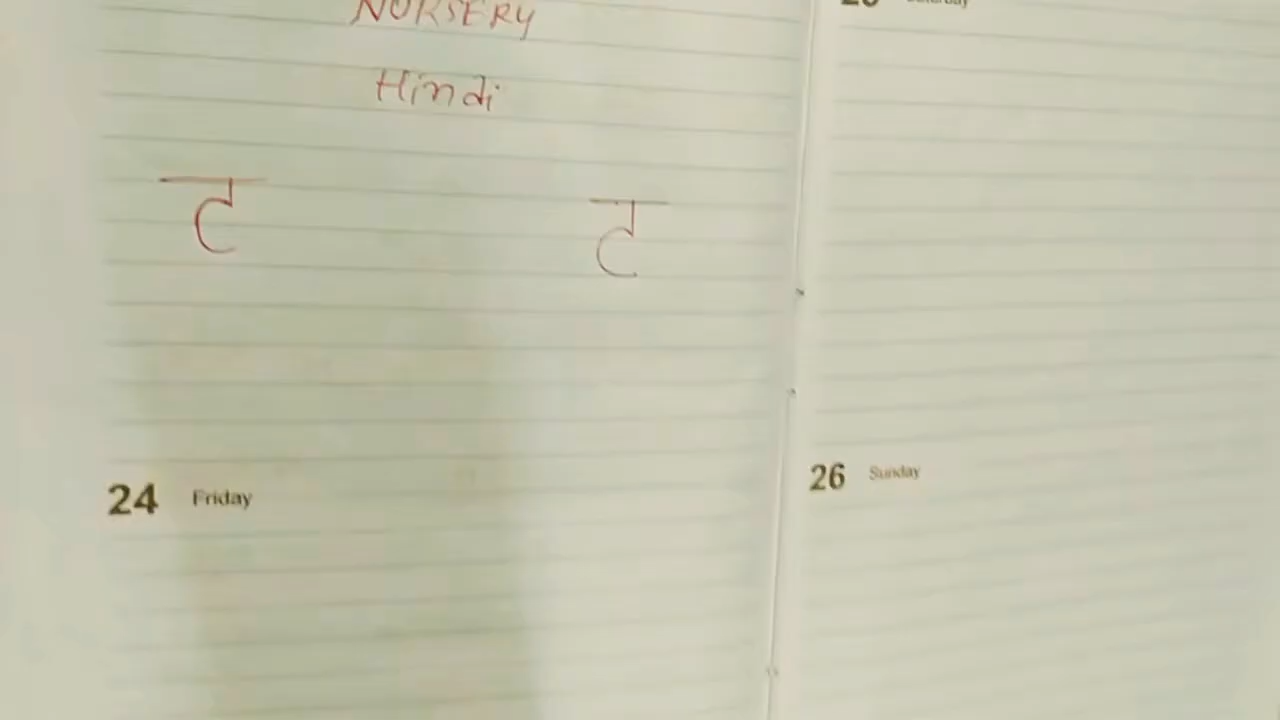 NURSERY
Hindi
ट ट
24 Friday
26 Sunday